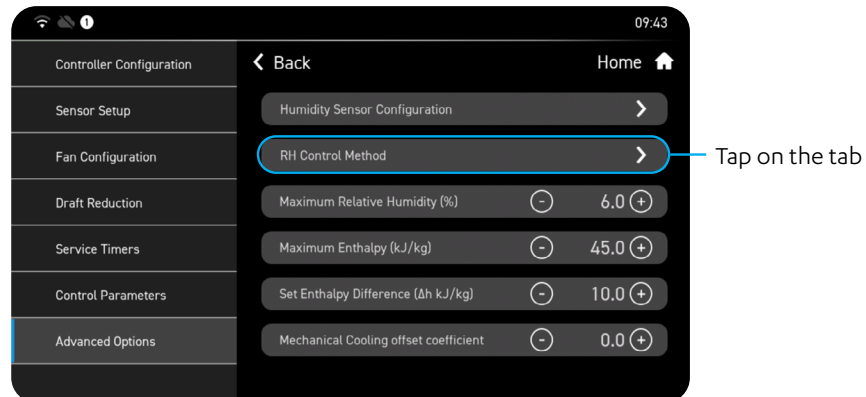 1 09:43
Controller Configuration
Sensor Setup
Fan Configuration
Draft Reduction
Service Timers
Control Parameters
Advanced Options
Back Home
Humidity Sensor Configuration
RH Control Method
Maximum Relative Humidity (%) - 6.0 +
Maximum Enthalpy (kJ/kg) - 45.0 +
Set Enthalpy Difference (Δh kJ/kg) - 10.0 +
Mechanical Cooling offset coefficient - 0.0 +
Tap on the tab